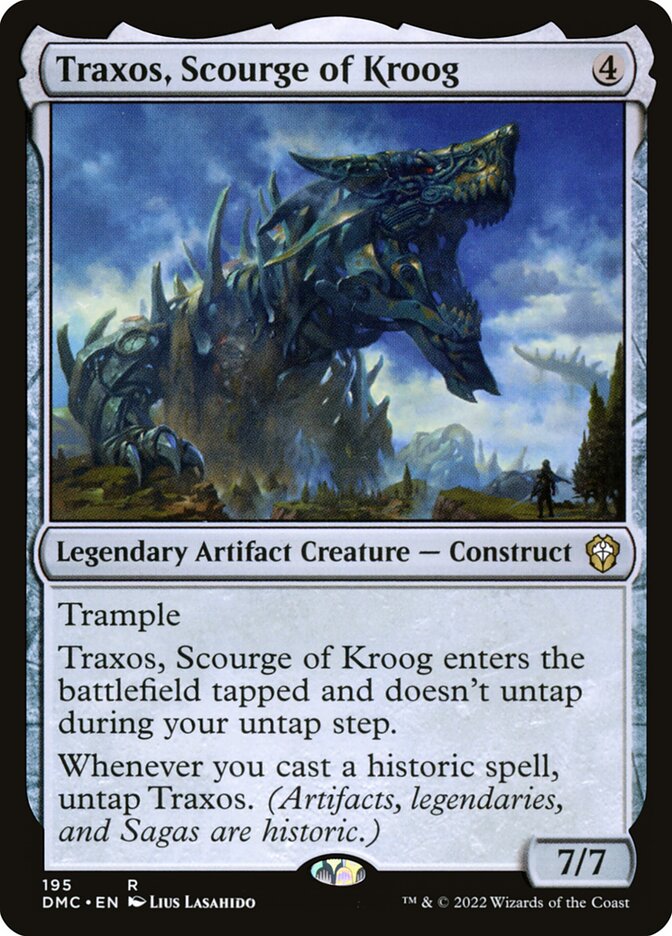 Traxos, Scourge of Kroog 4
Legendary Artifact Creature — Construct
Trample
Traxos, Scourge of Kroog enters the
battlefield tapped and doesn't untap
during your untap step.
Whenever you cast a historic spell,
untap Traxos. (Artifacts, legendaries,
and Sagas are historic.)
7/7
195 R
DMC • EN Lius Lasahido ™ & © 2022 Wizards of the Coast